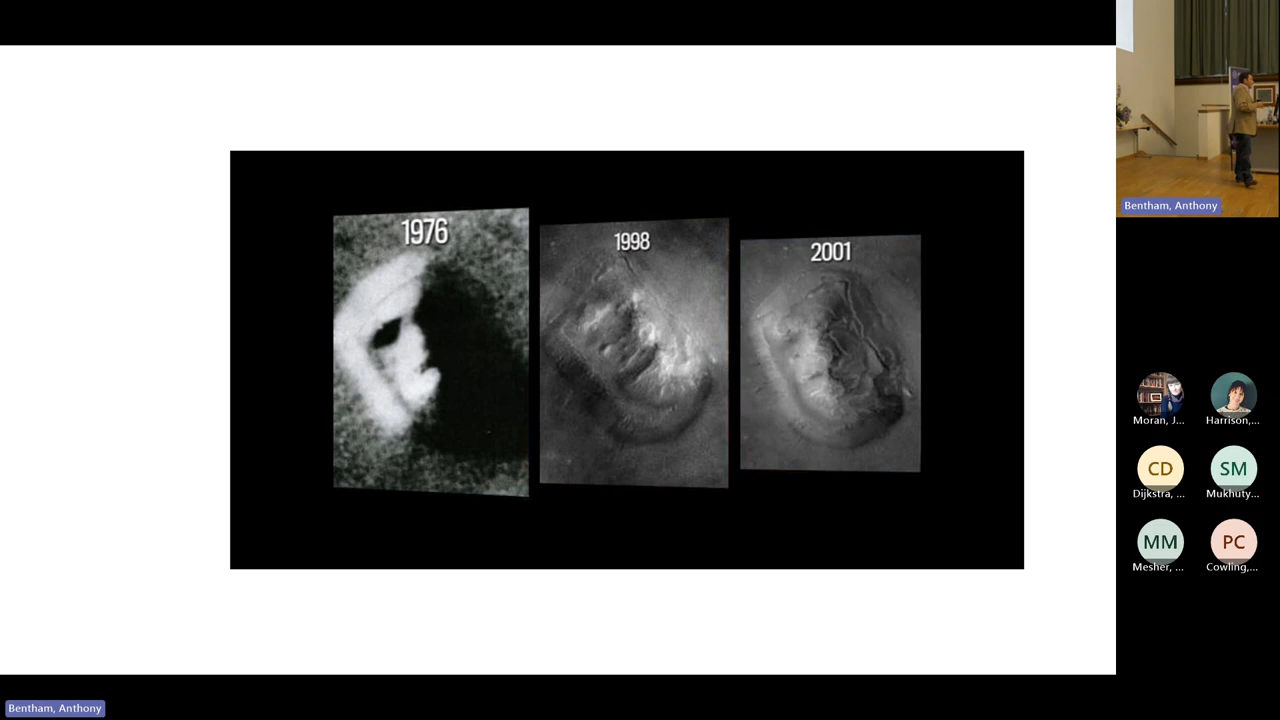 1976
1998
2001
Bentham, Anthony
Moran, J...
Harrison,...
CD
SM
Dijkstra, ...
Mukhuty...
MM
PC
Mesher, ...
Cowling,...
Bentham, Anthony